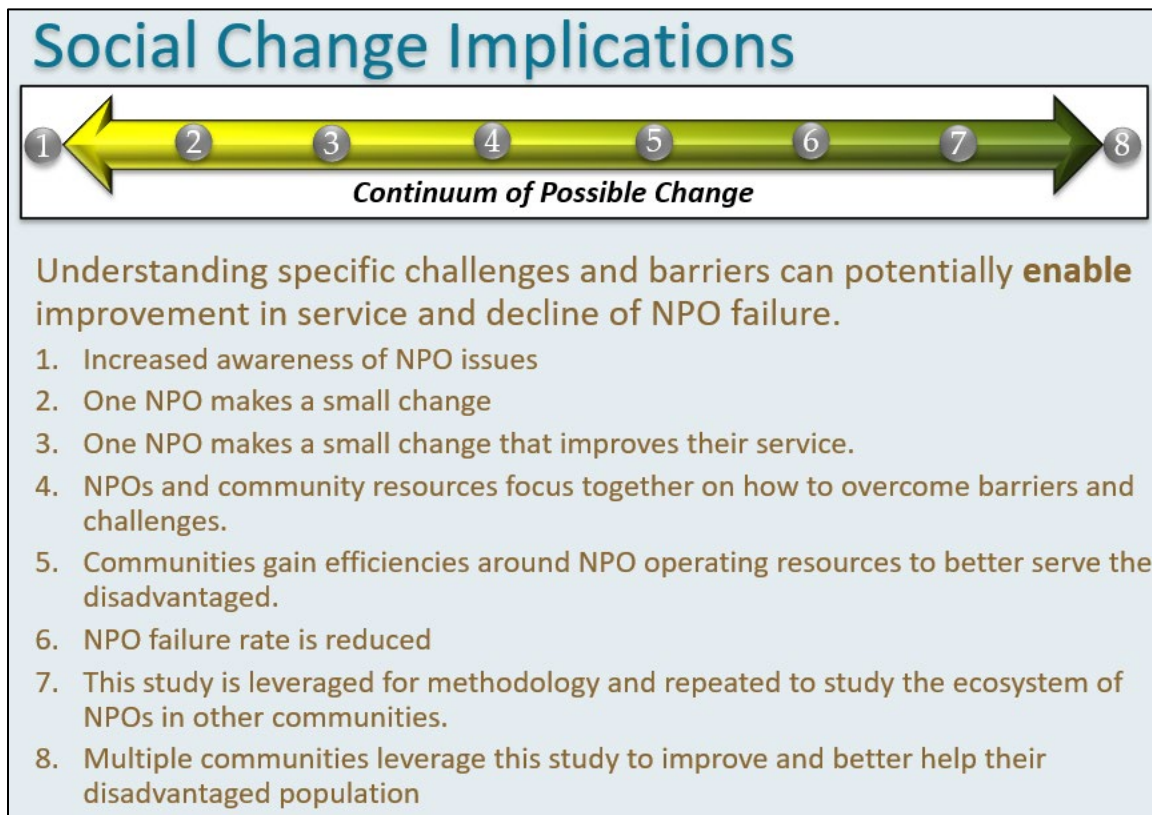 Social Change Implications
1 2 3 4 5 6 7 8
Continuum of Possible Change
Understanding specific challenges and barriers can potentially enable
improvement in service and decline of NPO failure.
1. Increased awareness of NPO issues
2. One NPO makes a small change
3. One NPO makes a small change that improves their service.
4. NPOs and community resources focus together on how to overcome barriers and
challenges.
5. Communities gain efficiencies around NPO operating resources to better serve the
disadvantaged.
6. NPO failure rate is reduced
7. This study is leveraged for methodology and repeated to study the ecosystem of
NPOs in other communities.
8. Multiple communities leverage this study to improve and better help their
disadvantaged population